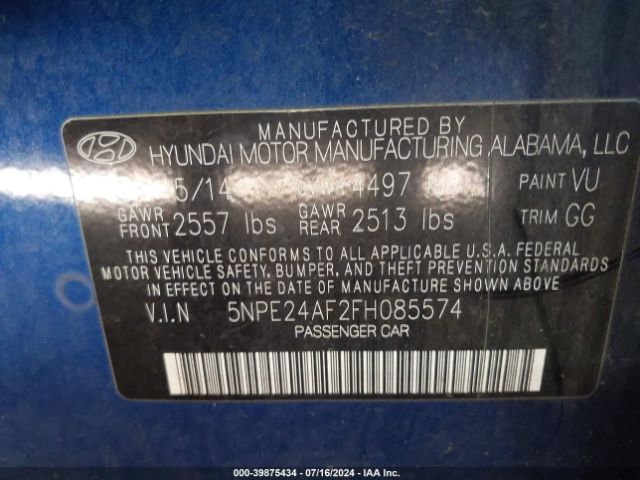 MANUFACTURED BY
HYUNDAI MOTOR MANUFACTURING ALABAMA, LLC
5/14 4497 PAINT VU
GAWR FRONT 2557 lbs GAWR REAR 2513 lbs TRIM GG
THIS VEHICLE CONFORMS TO ALL APPLICABLE U.S.A. FEDERAL
MOTOR VEHICLE SAFETY, BUMPER, AND THEFT PREVENTION STANDARDS
IN EFFECT ON THE DATE OF MANUFACTURE SHOWN ABOVE
V.I.N 5NPE24AF2FH085574
PASSENGER CAR
000-39875434 - 07/16/2024 - IAA Inc.